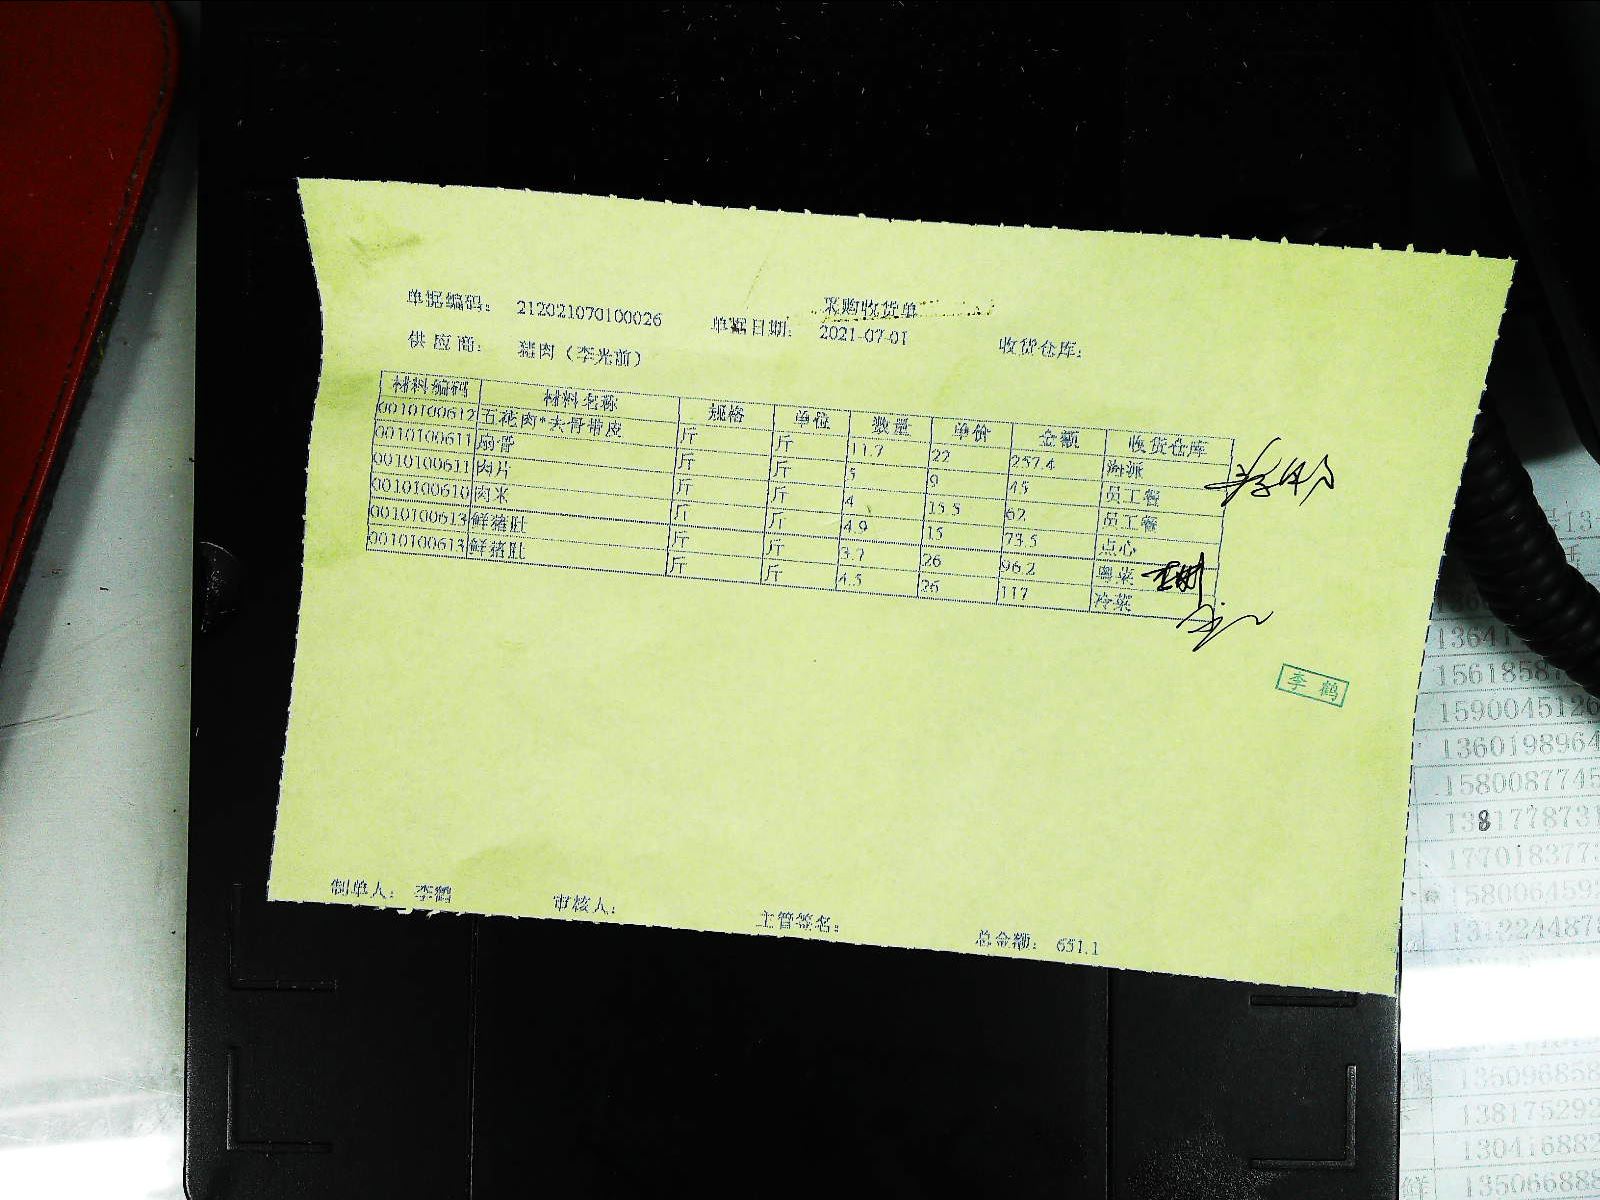 采购收货单
单据编码: 212021070100026 单据日期: 2021-07-01 收货仓库:
供应商: 猪肉（李光前）
材料编码 材料名称 规格 单位 数量 单价 金额 收货仓库
0010100612 五花肉*夹骨带皮 斤 斤 11.7 22 257.4 海派
0010100611 扇骨 斤 斤 5 9 45 员工餐
0010100611 肉片 斤 斤 4 15.5 62 员工餐
0010100610 肉米 斤 斤 4.9 15 73.5 点心
0010100613 鲜猪肚 斤 斤 3.7 26 96.2 粤菜
0010100613 鲜猪肚 斤 斤 4.5 26 117 冷菜
李鹤
制单人: 李鹤 审核人: 主管签名: 总金额: 651.1
1590045126
1360198964
1580087745
1381778731
177018377
1580064592
135096858
138175292
130416882
135066888